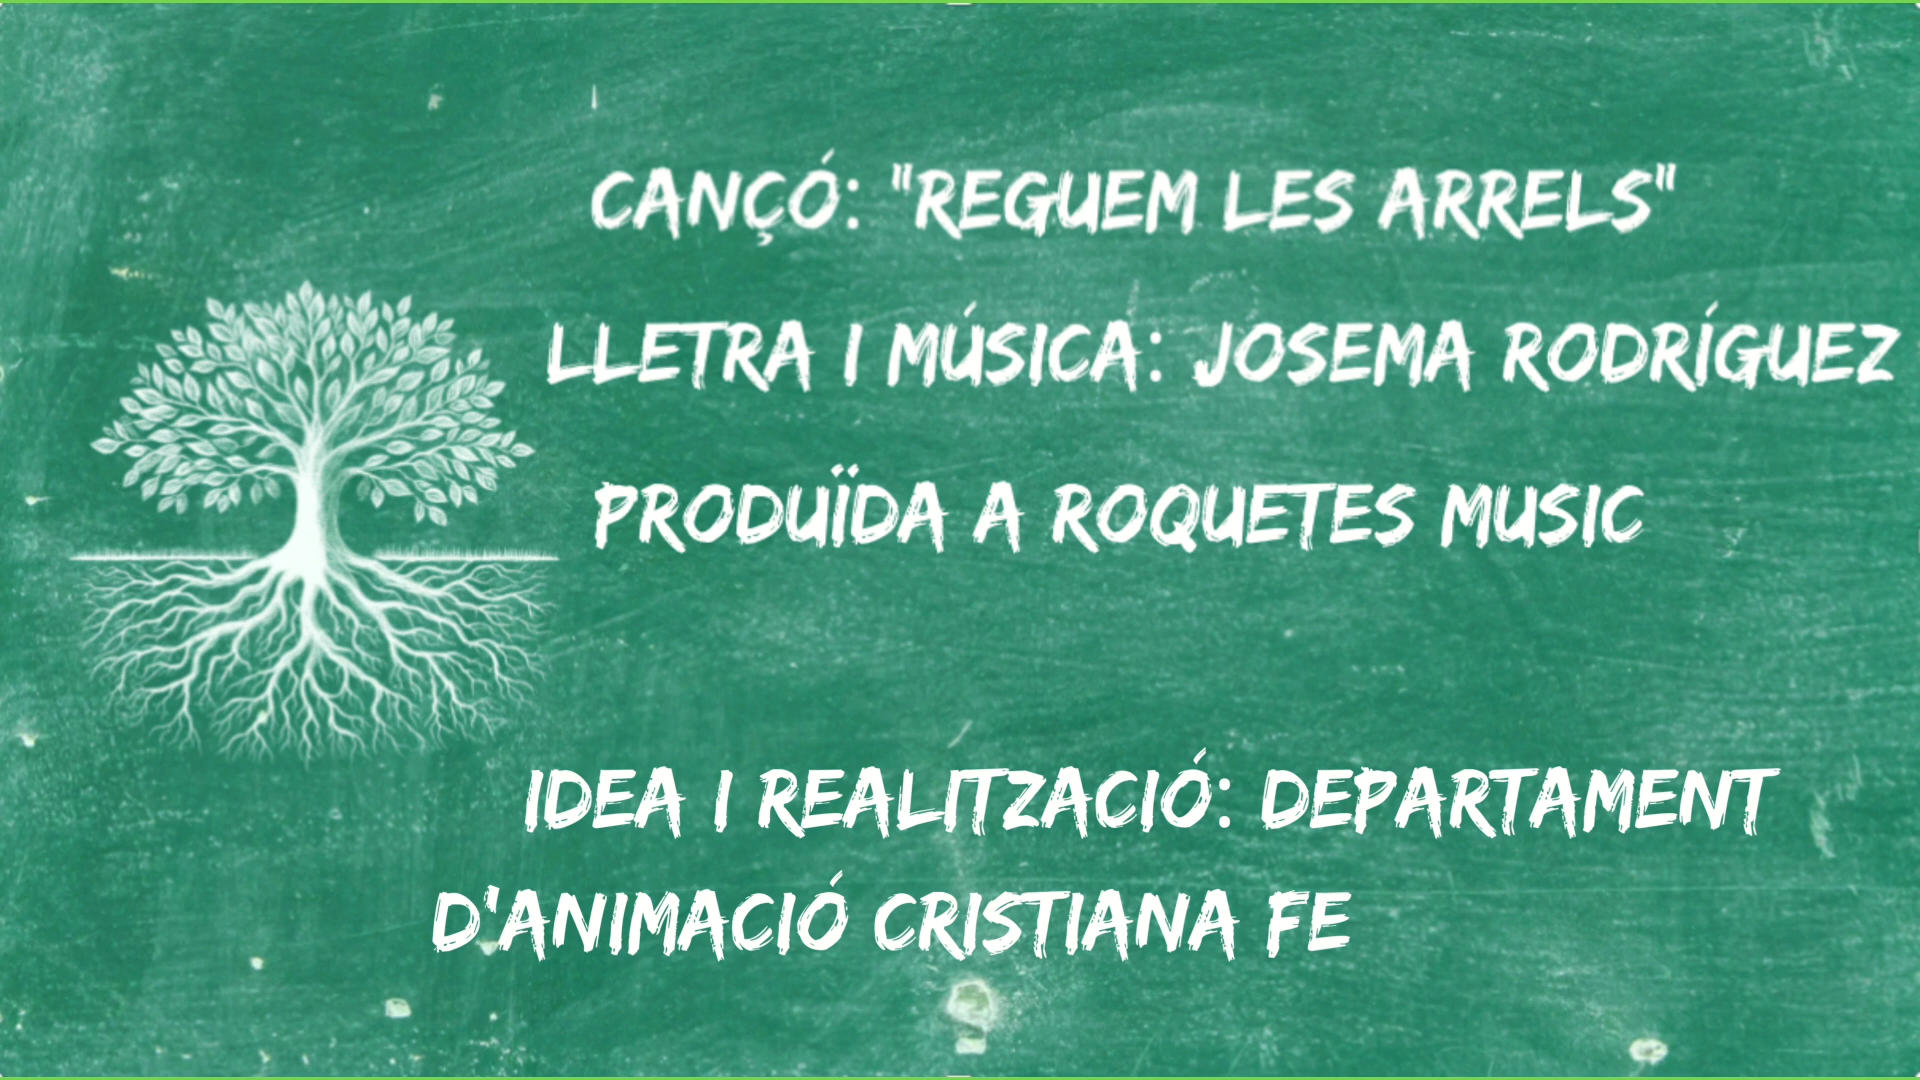 CANÇÓ: "REGUEM LES ARRELS"
LLETRA I MÚSICA: JOSEMA RODRÍGUEZ
PRODUÏDA A ROQUETES MUSIC
IDEA I REALITZACIÓ: DEPARTAMENT
D'ANIMACIÓ CRISTIANA FE